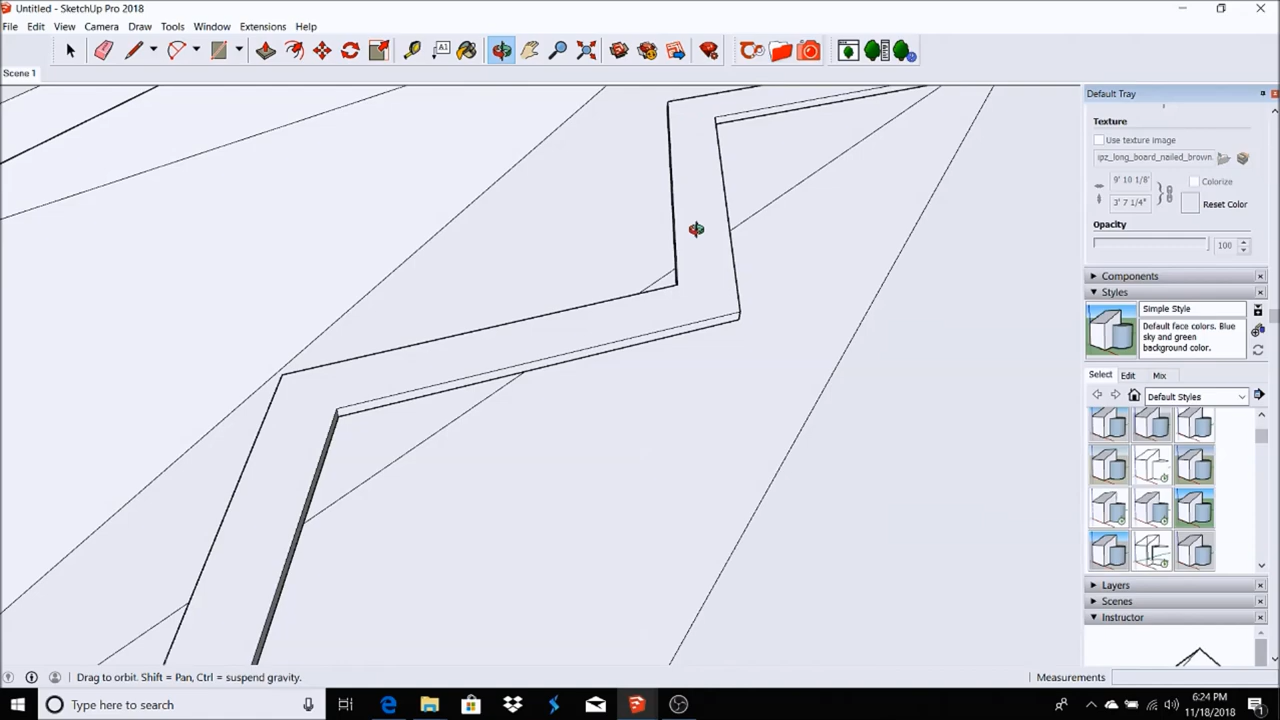 Untitled - SketchUp Pro 2018
File Edit View Camera Draw Tools Window Extensions Help
A1
Scene 1
Default Tray
Texture
Use texture image
ıpz_long_board_nailed_brown.
9' 10 1/8"
Colorize
3' 7 1/4"
Reset Color
Opacity
100
Components
Styles
Simple Style
Default face colors. Blue
sky and green
background color.
Select Edit Mix
Default Styles
Layers
Scenes
Instructor
Drag to orbit. Shift = Pan, Ctrl = suspend gravity.
Measurements
Type here to search
6:24 PM
11/18/2018
1